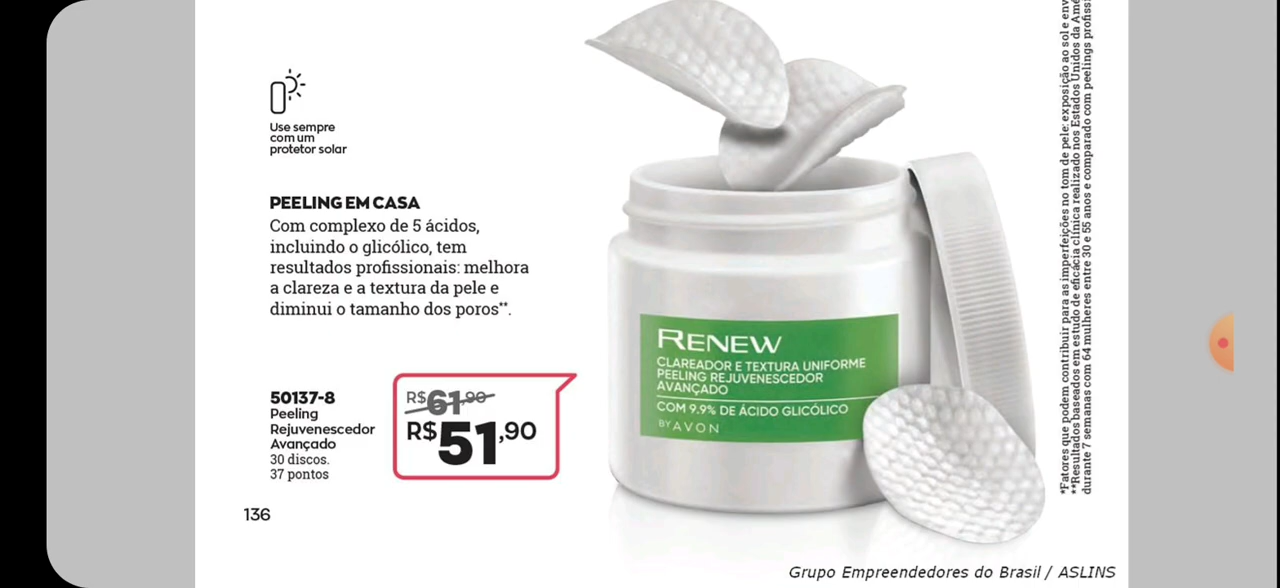 Use sempre
com um
protetor solar
PEELING EM CASA
Com complexo de 5 ácidos,
incluindo o glicólico, tem
resultados profissionais: melhora
a clareza e a textura da pele e
diminui o tamanho dos poros**.
50137-8
Peeling
Rejuvenescedor
Avançado
30 discos.
37 pontos
R$61,90
R$51,90
136
RENEW
CLAREADOR E TEXTURA UNIFORME
PEELING REJUVENESCEDOR
AVANÇADO
COM 9.9% DE ÁCIDO GLICÓLICO
BY AVON
*Fatores que podem contribuir para as imperfeições no tom de pele: exposição ao sol e
**Resultados baseados em estudo de eficácia clínica realizado nos Estados Unidos da
durante 7 semanas com 64 mulheres entre 30 e 55 anos e comparado com peelings
Grupo Empreendedores do Brasil / ASLINS